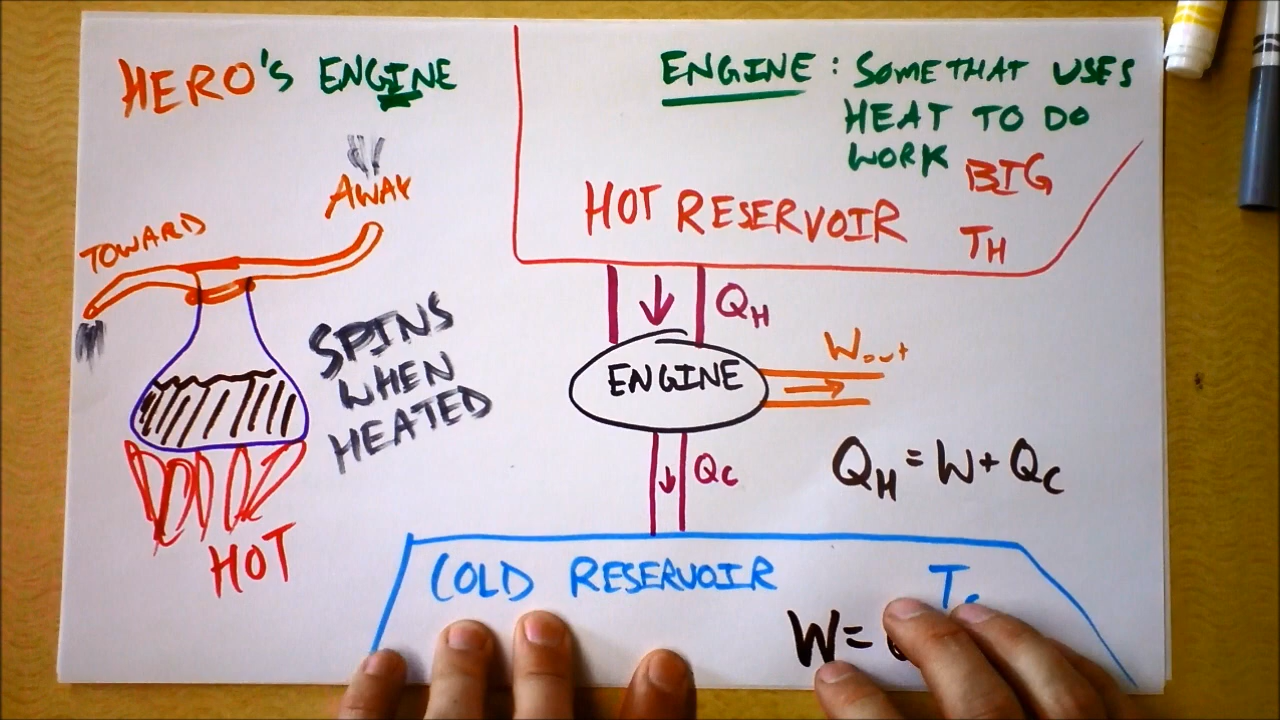 HERO'S ENGINE
AWAY
TOWARD
SPINS
WHEN
HEATED
HOT
ENGINE : SOMETHAT USES
HEAT TO DO
WORK
BIG
HOT RESERVOIR TH
QH
ENGINE
Wout
QC
QH = W + QC
COLD RESERVOIR
W =